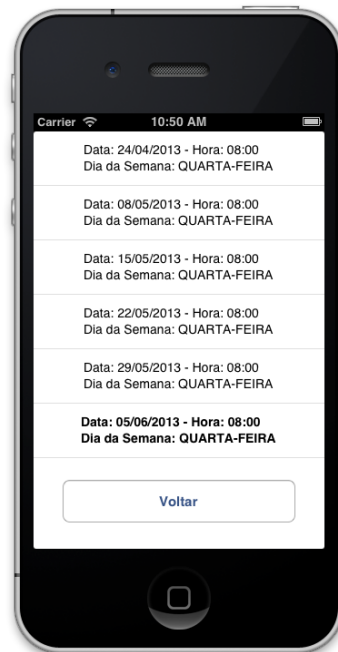 Carrier 10:50 AM
Data: 24/04/2013 - Hora: 08:00
Dia da Semana: QUARTA-FEIRA
Data: 08/05/2013 - Hora: 08:00
Dia da Semana: QUARTA-FEIRA
Data: 15/05/2013 - Hora: 08:00
Dia da Semana: QUARTA-FEIRA
Data: 22/05/2013 - Hora: 08:00
Dia da Semana: QUARTA-FEIRA
Data: 29/05/2013 - Hora: 08:00
Dia da Semana: QUARTA-FEIRA
Data: 05/06/2013 - Hora: 08:00
Dia da Semana: QUARTA-FEIRA
Voltar